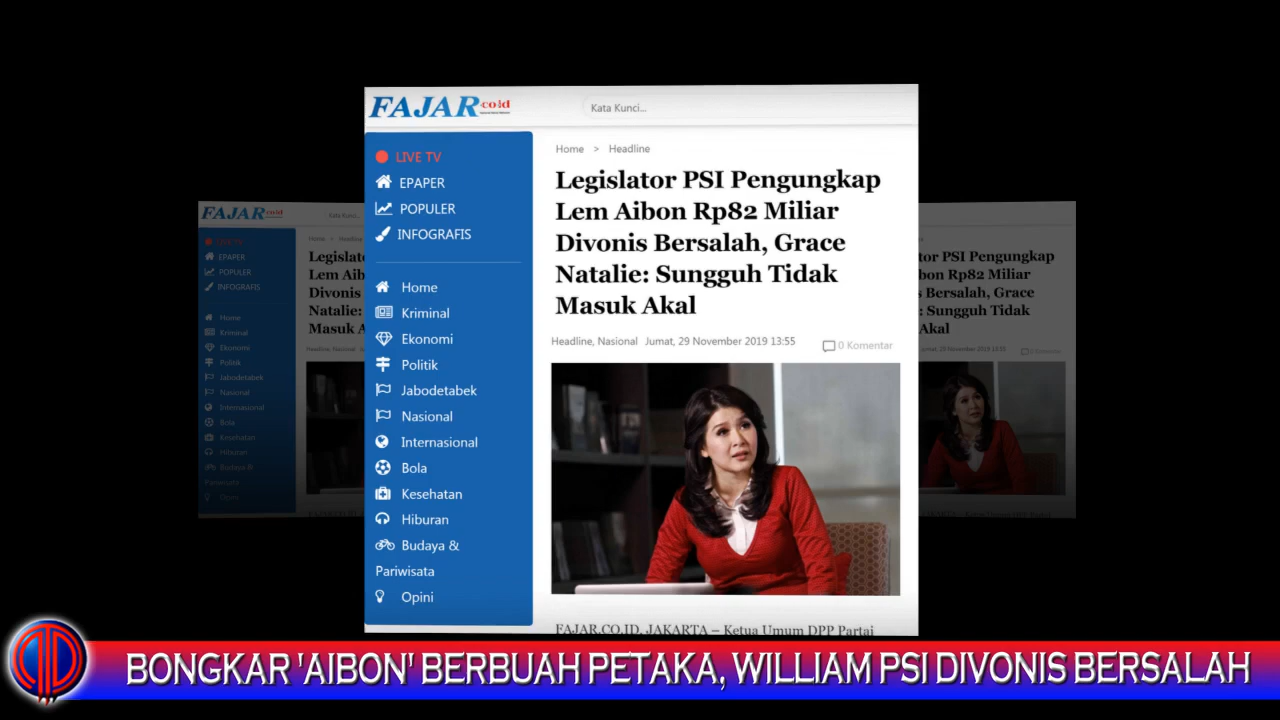 FAJAR.co.id
Kata Kunci...
LIVE TV
EPAPER
POPULER
INFOGRAFIS
Home
Kriminal
Ekonomi
Politik
Jabodetabek
Nasional
Internasional
Bola
Kesehatan
Hiburan
Budaya &
Pariwisata
Opini
Home > Headline
Legislator PSI Pengungkap
Lem Aibon Rp82 Miliar
Divonis Bersalah, Grace
Natalie: Sungguh Tidak
Masuk Akal
Headline, Nasional Jumat, 29 November 2019 13:55
0 Komentar
FAJAR.CO.ID, JAKARTA – Ketua Umum DPP Partai
BONGKAR 'AIBON' BERBUAH PETAKA, WILLIAM PSI DIVONIS BERSALAH